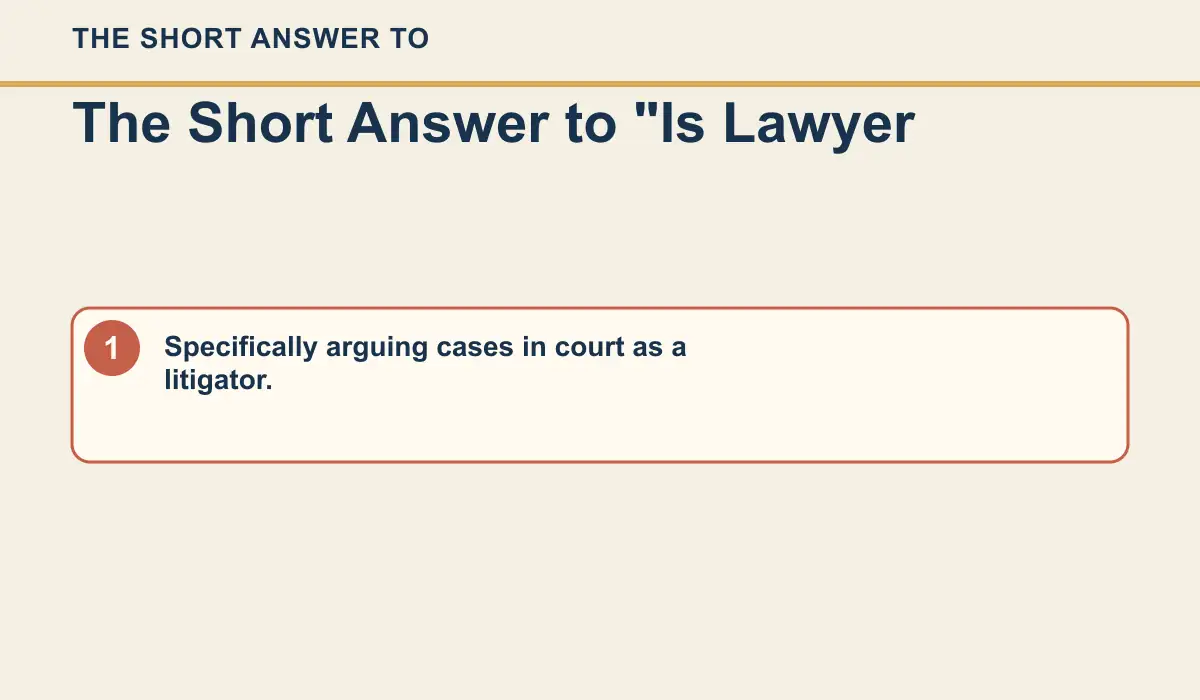 THE SHORT ANSWER TO
The Short Answer to "Is Lawyer
1
Specifically arguing cases in court as a
litigator.